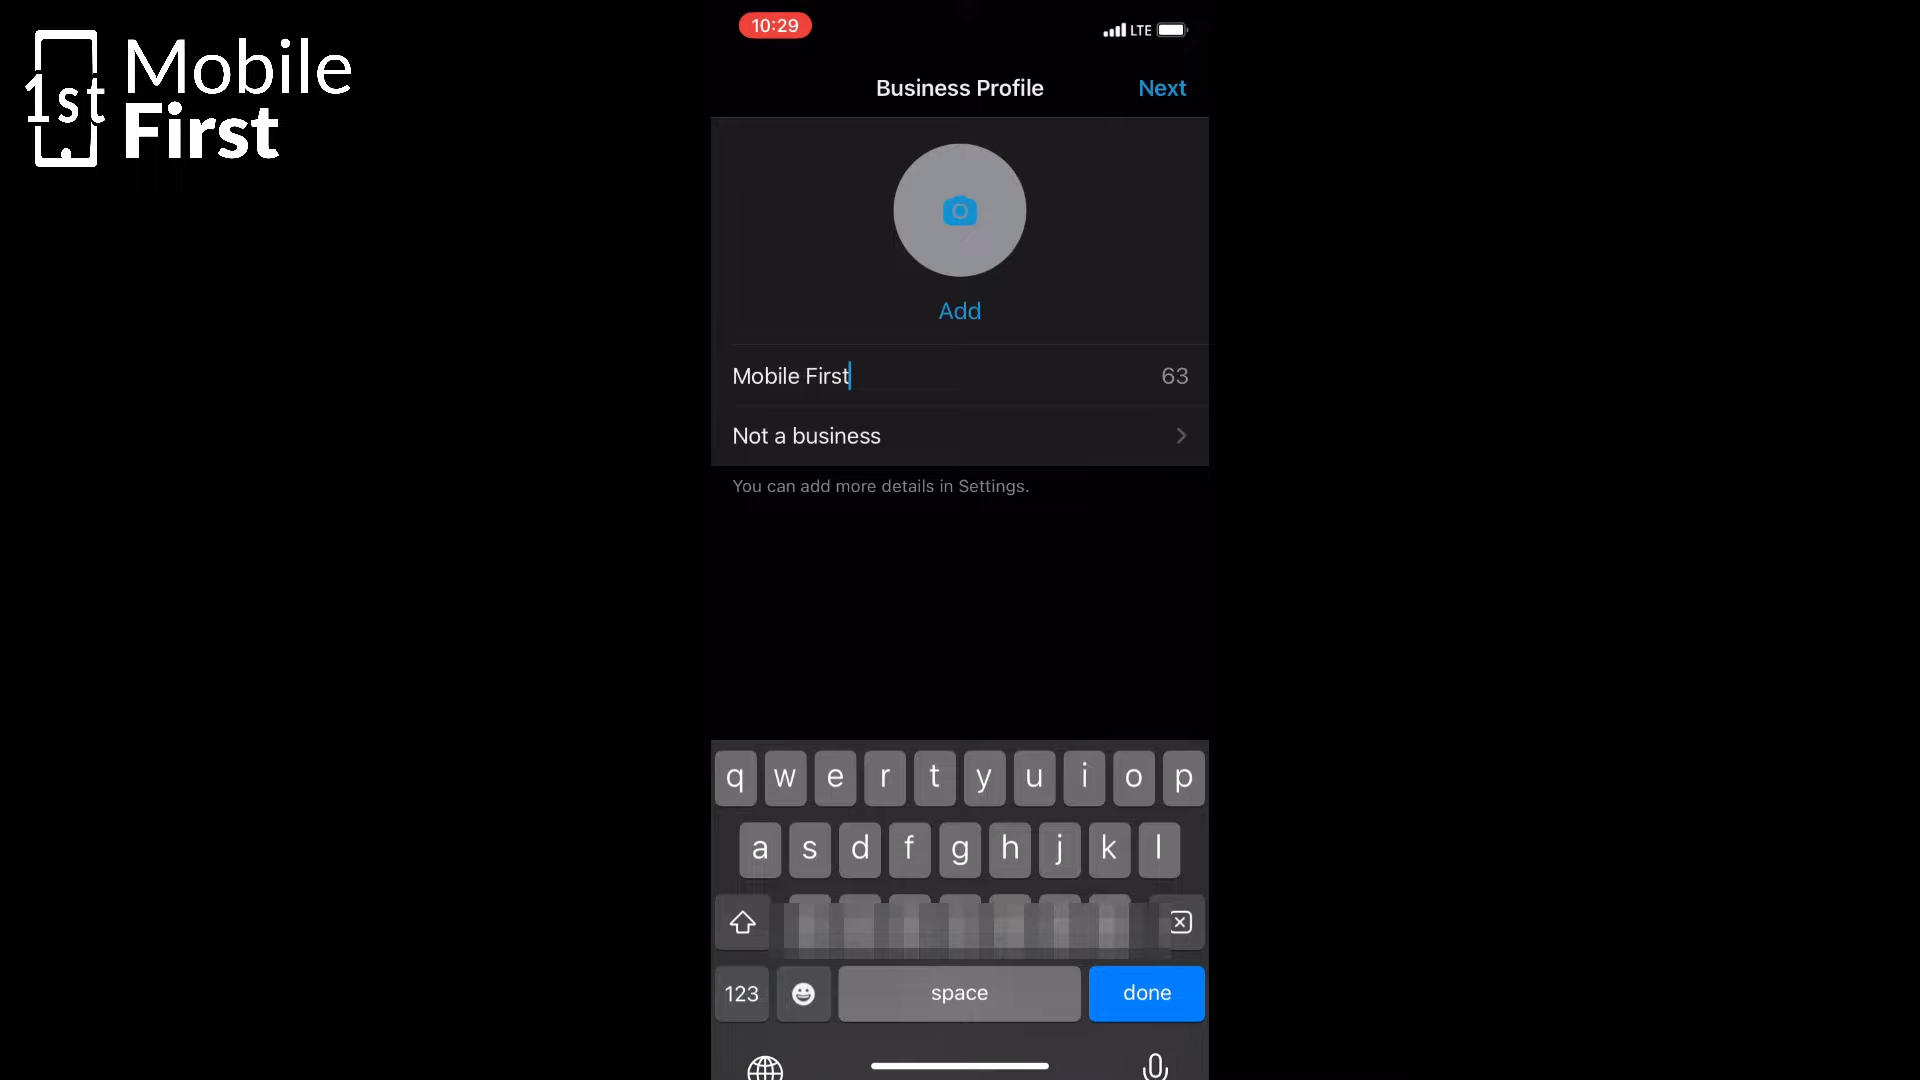 1st Mobile
First
10:29
LTE
Business Profile
Next
Add
Mobile First
63
Not a business
You can add more details in Settings.
q w e r t y u i o p
a s d f g h j k l
123
space
done